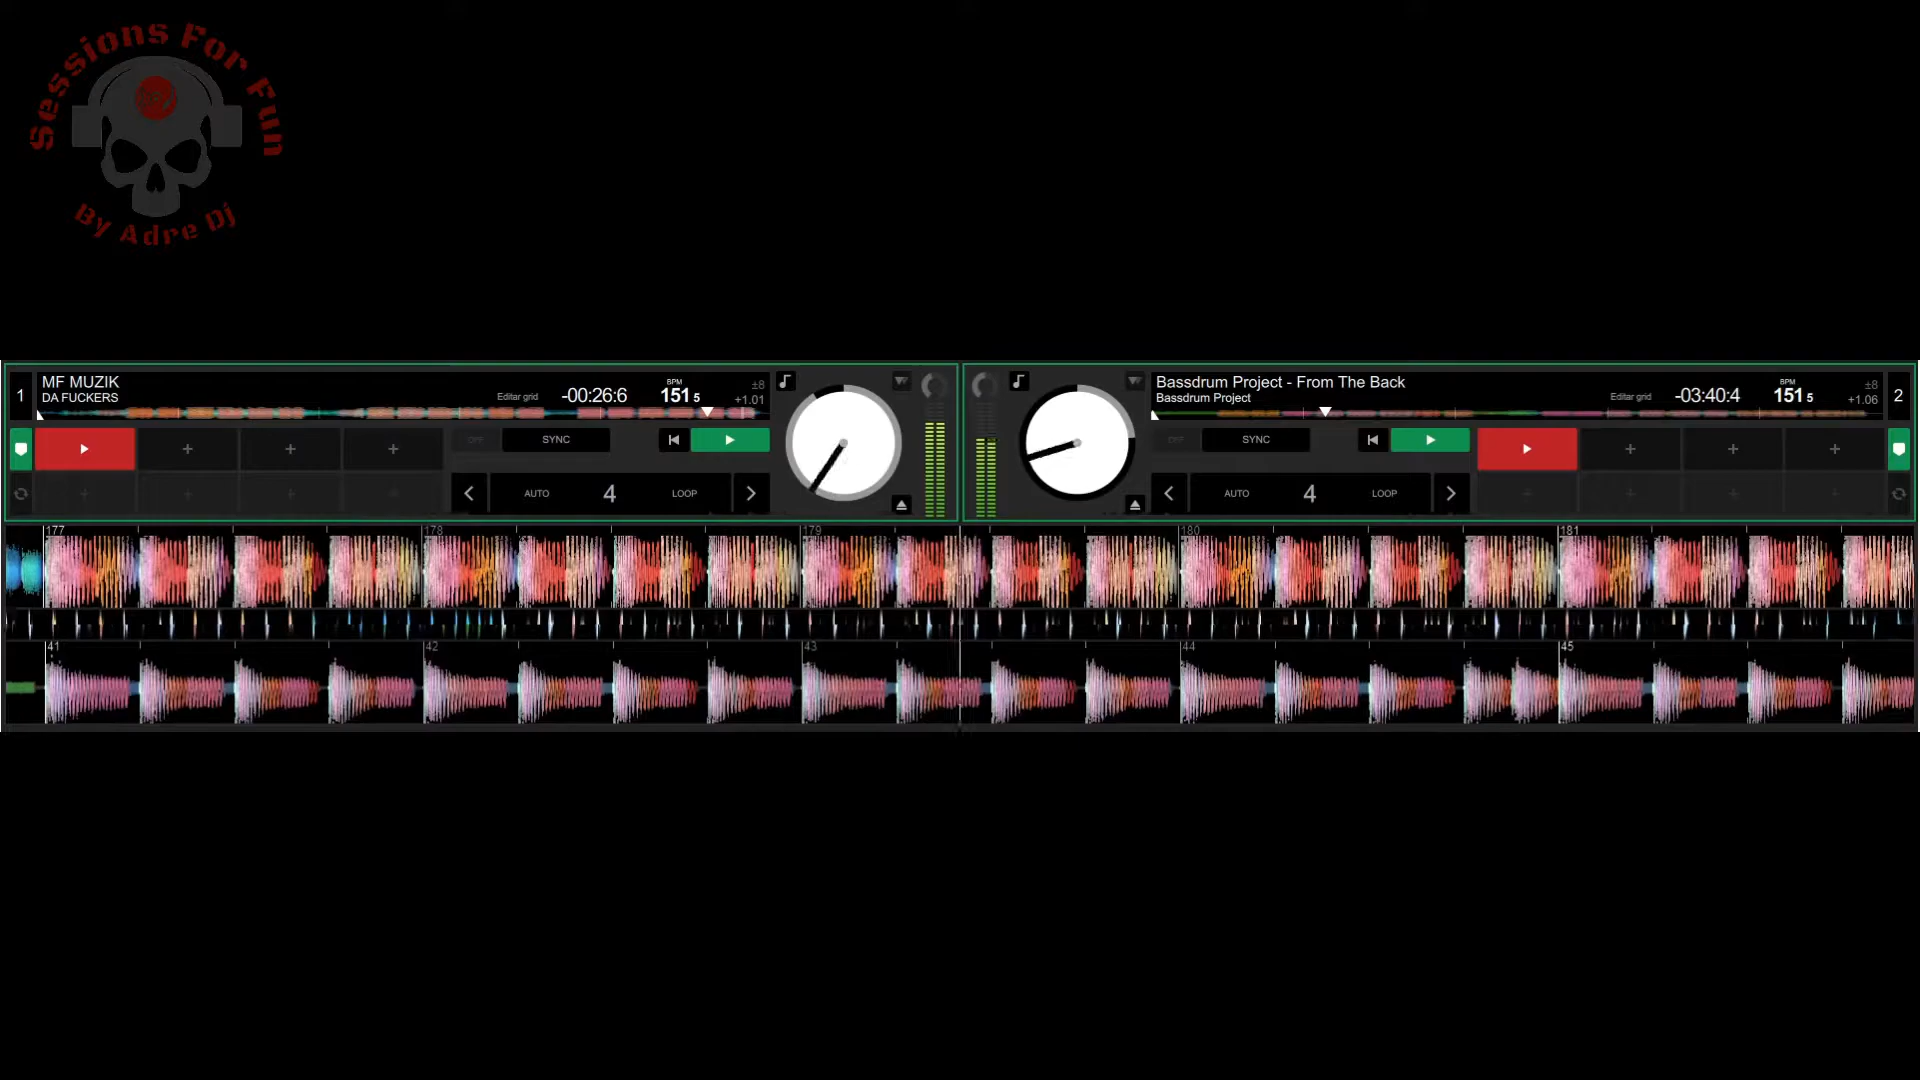 Sessions For Fun
By Adre Dj
1
MF MUZIK
DA FUCKERS
Editar grid
-00:26:6
BPM
151 5
±8
+1.01
OFF
SYNC
AUTO
4
LOOP
Bassdrum Project - From The Back
Bassdrum Project
Editar grid
-03:40:4
BPM
151 5
±8
+1.06
2
OFF
SYNC
AUTO
4
LOOP
177
178
179
180
181
41
42
43
44
45